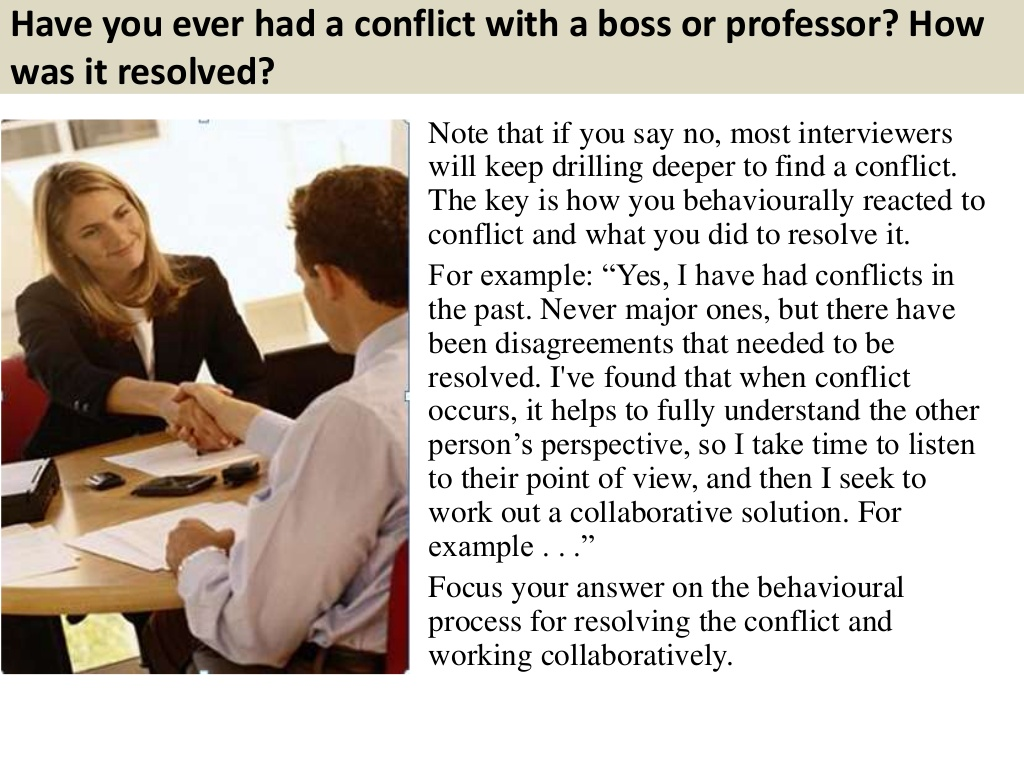 Have you ever had a conflict with a boss or professor? How
was it resolved?
Note that if you say no, most interviewers
will keep drilling deeper to find a conflict.
The key is how you behaviourally reacted to
conflict and what you did to resolve it.
For example: “Yes, I have had conflicts in
the past. Never major ones, but there have
been disagreements that needed to be
resolved. I've found that when conflict
occurs, it helps to fully understand the other
person’s perspective, so I take time to listen
to their point of view, and then I seek to
work out a collaborative solution. For
example . . .”
Focus your answer on the behavioural
process for resolving the conflict and
working collaboratively.